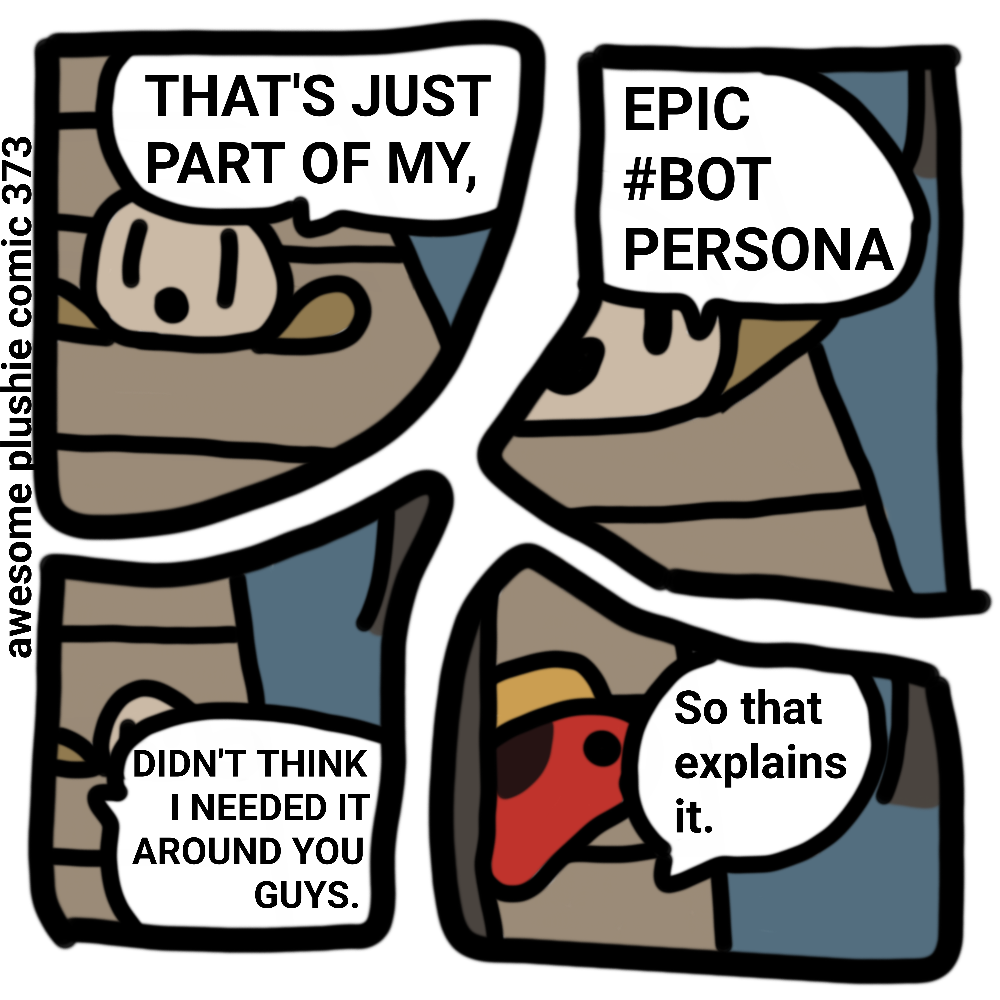 awesome plushie comic 373
THAT'S JUST
PART OF MY,
EPIC
#BOT
PERSONA
DIDN'T THINK
I NEEDED IT
AROUND YOU
GUYS.
So that
explains
it.